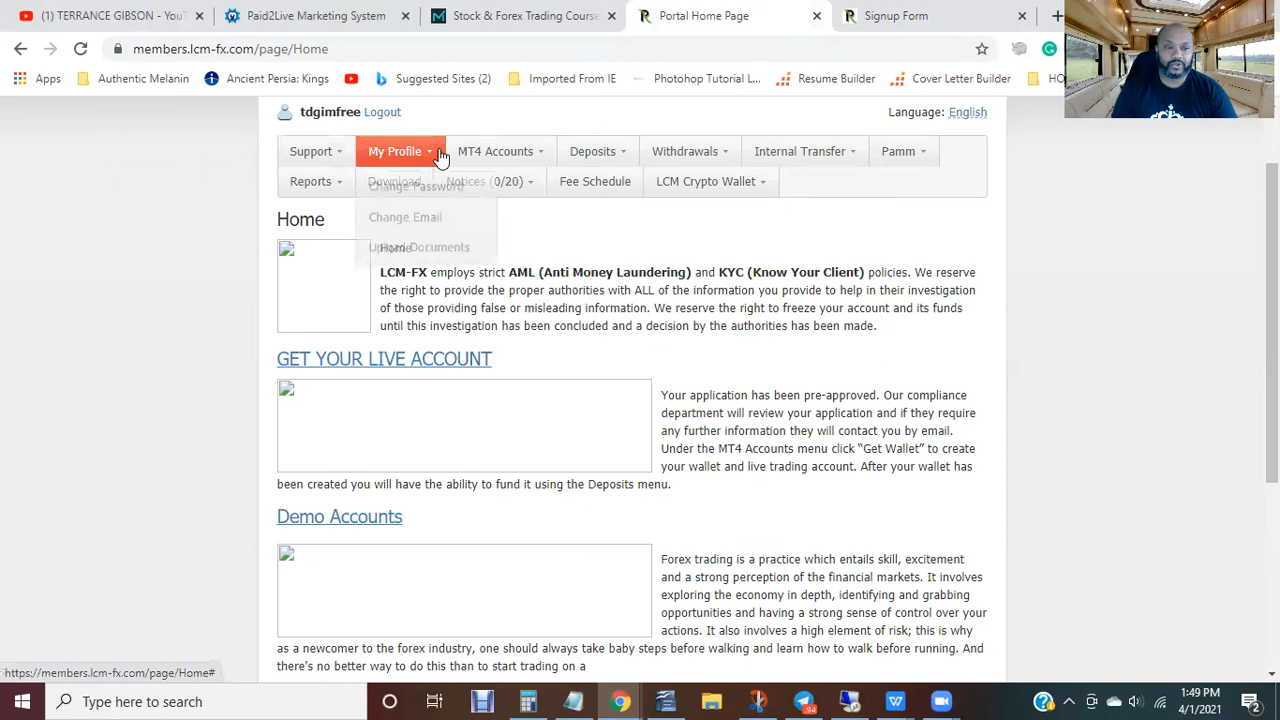 (1) TERRANCE GIBSON - YouT
Paid2Live Marketing System
Stock & Forex Trading Course
Portal Home Page
Signup Form
members.lcm-fx.com/page/Home
Apps
Authentic Melanin
Ancient Persia: Kings
Suggested Sites (2)
Imported From IE
Photohop Tutorial L...
Resume Builder
Cover Letter Builder
HO
tdgimfree Logout
Language: English
Support
My Profile
MT4 Accounts
Deposits
Withdrawals
Internal Transfer
Pamm
Reports
Download
Notices (0/20)
Fee Schedule
LCM Crypto Wallet
Change Password
Change Email
Upload Documents
Home
Home
LCM-FX employs strict AML (Anti Money Laundering) and KYC (Know Your Client) policies. We reserve
the right to provide the proper authorities with ALL of the information you provide to help in their investigation
of those providing false or misleading information. We reserve the right to freeze your account and its funds
until this investigation has been concluded and a decision by the authorities has been made.
GET YOUR LIVE ACCOUNT
Your application has been pre-approved. Our compliance
department will review your application and if they require
any further information they will contact you by email.
Under the MT4 Accounts menu click “Get Wallet” to create
your wallet and live trading account. After your wallet has
been created you will have the ability to fund it using the Deposits menu.
Demo Accounts
Forex trading is a practice which entails skill, excitement
and a strong perception of the financial markets. It involves
exploring the economy in depth, identifying and grabbing
opportunities and having a strong sense of control over your
actions. It also involves a high element of risk; this is why
as a newcomer to the forex industry, one should always take baby steps before walking and learn how to walk before running. And
there's no better way to do this than to start trading on a
https://members.lcm-fx.com/page/Home#
Type here to search
94
1:49 PM
4/1/2021
2